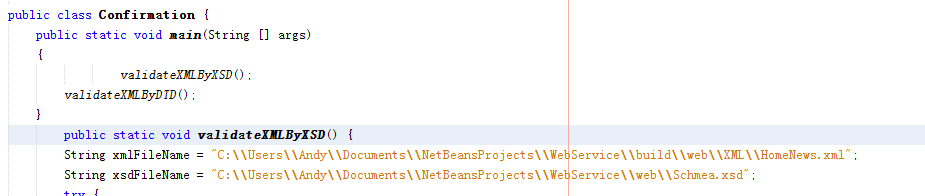 public class Confirmation {
public static void main(String [] args)
{
validateXMLByXSD();
validateXMLByDTD();
}
public static void validateXMLByXSD() {
String xmlFileName = "C:\\Users\\Andy\\Documents\\NetBeansProjects\\WebService\\build\\web\\XML\\HomeNews.xml";
String xsdFileName = "C:\\Users\\Andy\\Documents\\NetBeansProjects\\WebService\\web\\Schmea.xsd";
try {